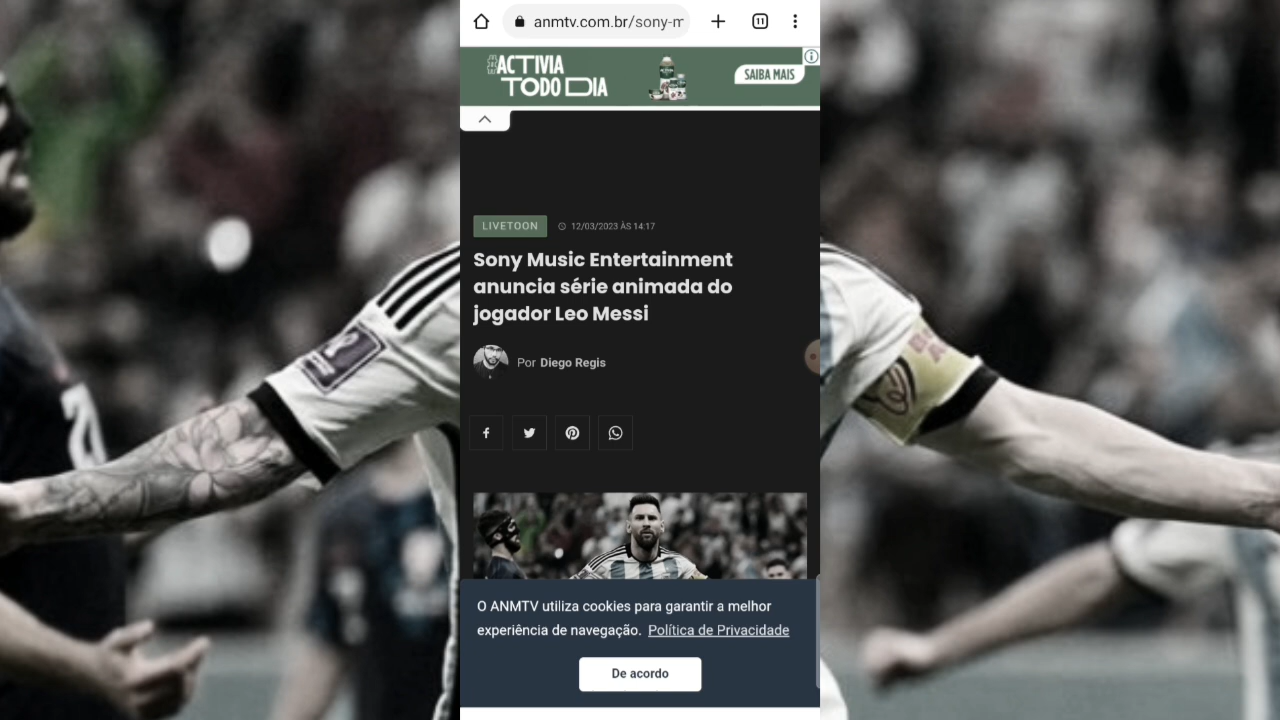 anmtv.com.br/sony-m
11
ACTIVIA
TODO DIA
SAIBA MAIS
LIVETOON
12/03/2023 ÀS 14:17
Sony Music Entertainment
anuncia série animada do
jogador Leo Messi
Por Diego Regis
O ANMTV utiliza cookies para garantir a melhor
experiência de navegação. Política de Privacidade
De acordo